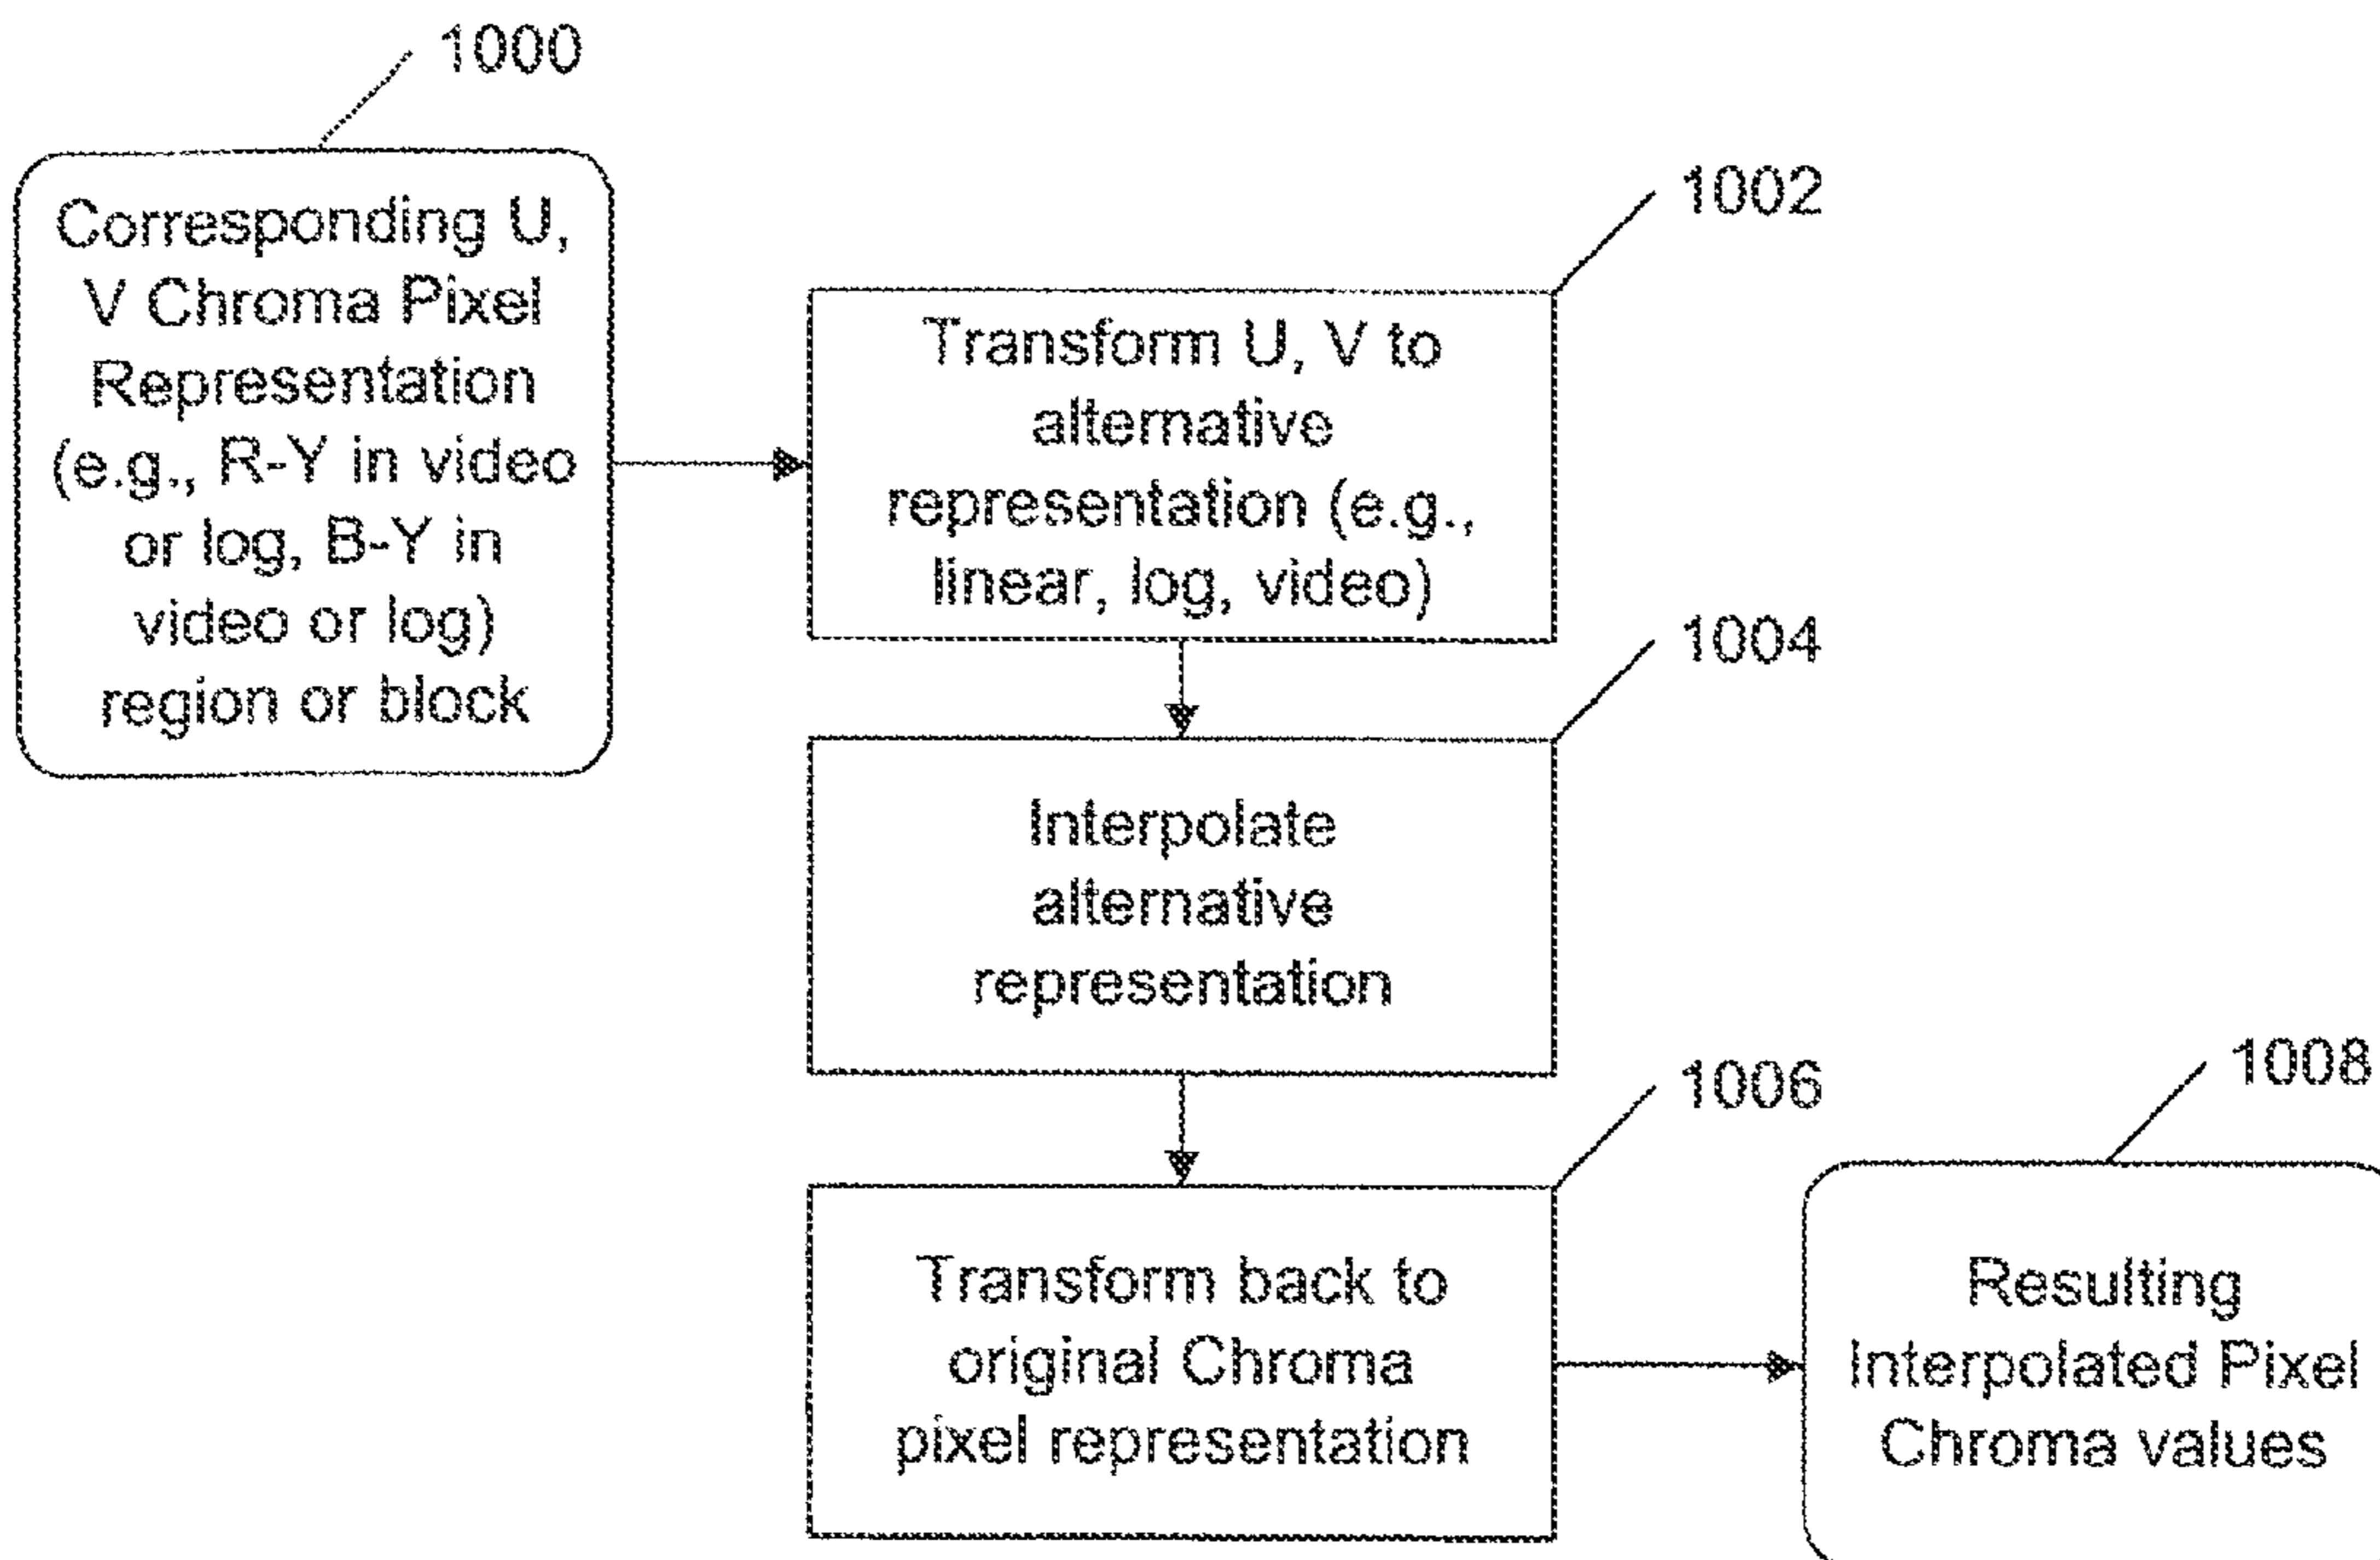 1000
Corresponding U,
V Chroma Pixel
Representation
(e.g., R-Y in video
or log, B-Y in
video or log)
region or block
1002
Transform U, V to
alternative
representation (e.g.,
linear, log, video)
1004
Interpolate
alternative
representation
1006
Transform back to
original Chroma
pixel representation
1008
Resulting
Interpolated Pixel
Chroma values